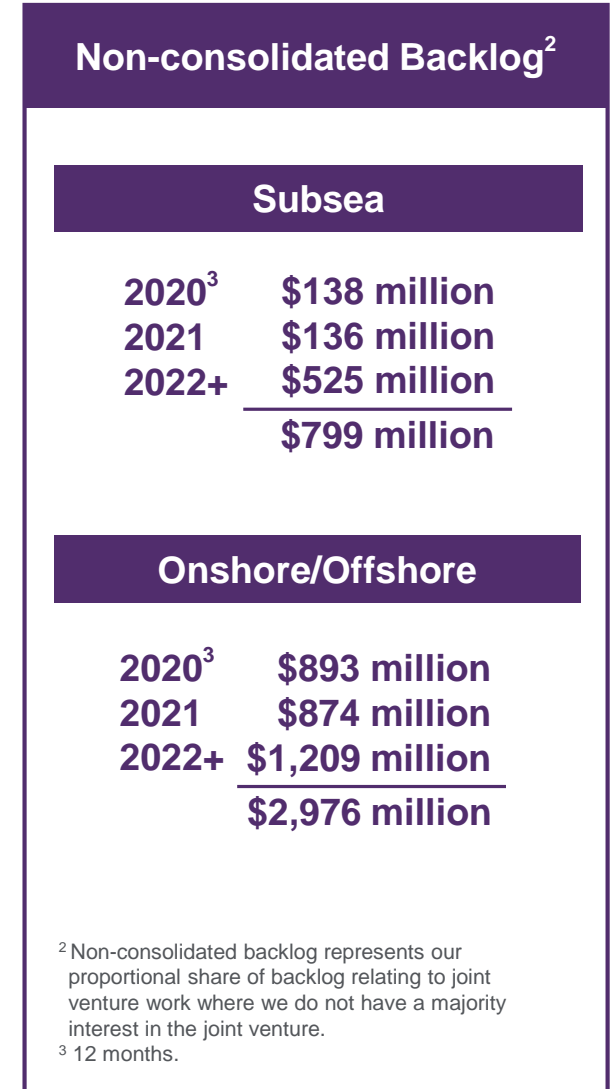 Non-consolidated Backlog²
Subsea
2020³ $138 million
2021 $136 million
2022+ $525 million
$799 million
Onshore/Offshore
2020³ $893 million
2021 $874 million
2022+ $1,209 million
$2,976 million
² Non-consolidated backlog represents our
proportional share of backlog relating to joint
venture work where we do not have a majority
interest in the joint venture.
³ 12 months.